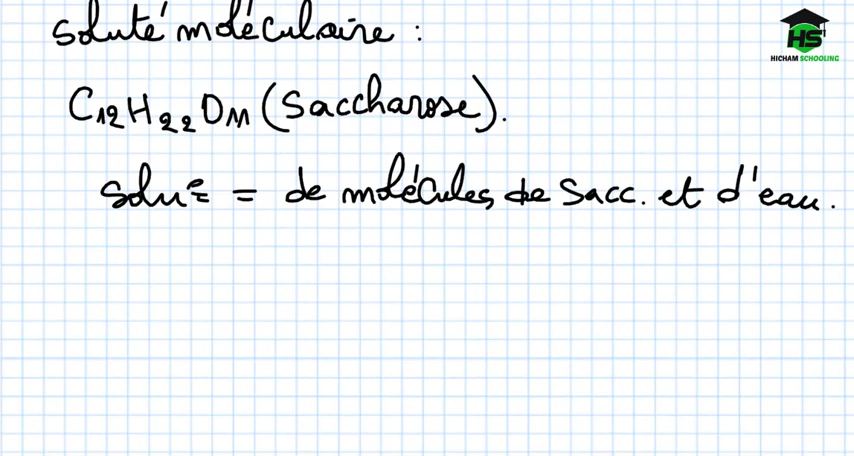 soluté moléculaire :
HS
HICHAM SCHOOLING
C₁₂H₂₂O₁₁ (Saccharose).
Solu° = de molécules de Sacc. et d'eau.